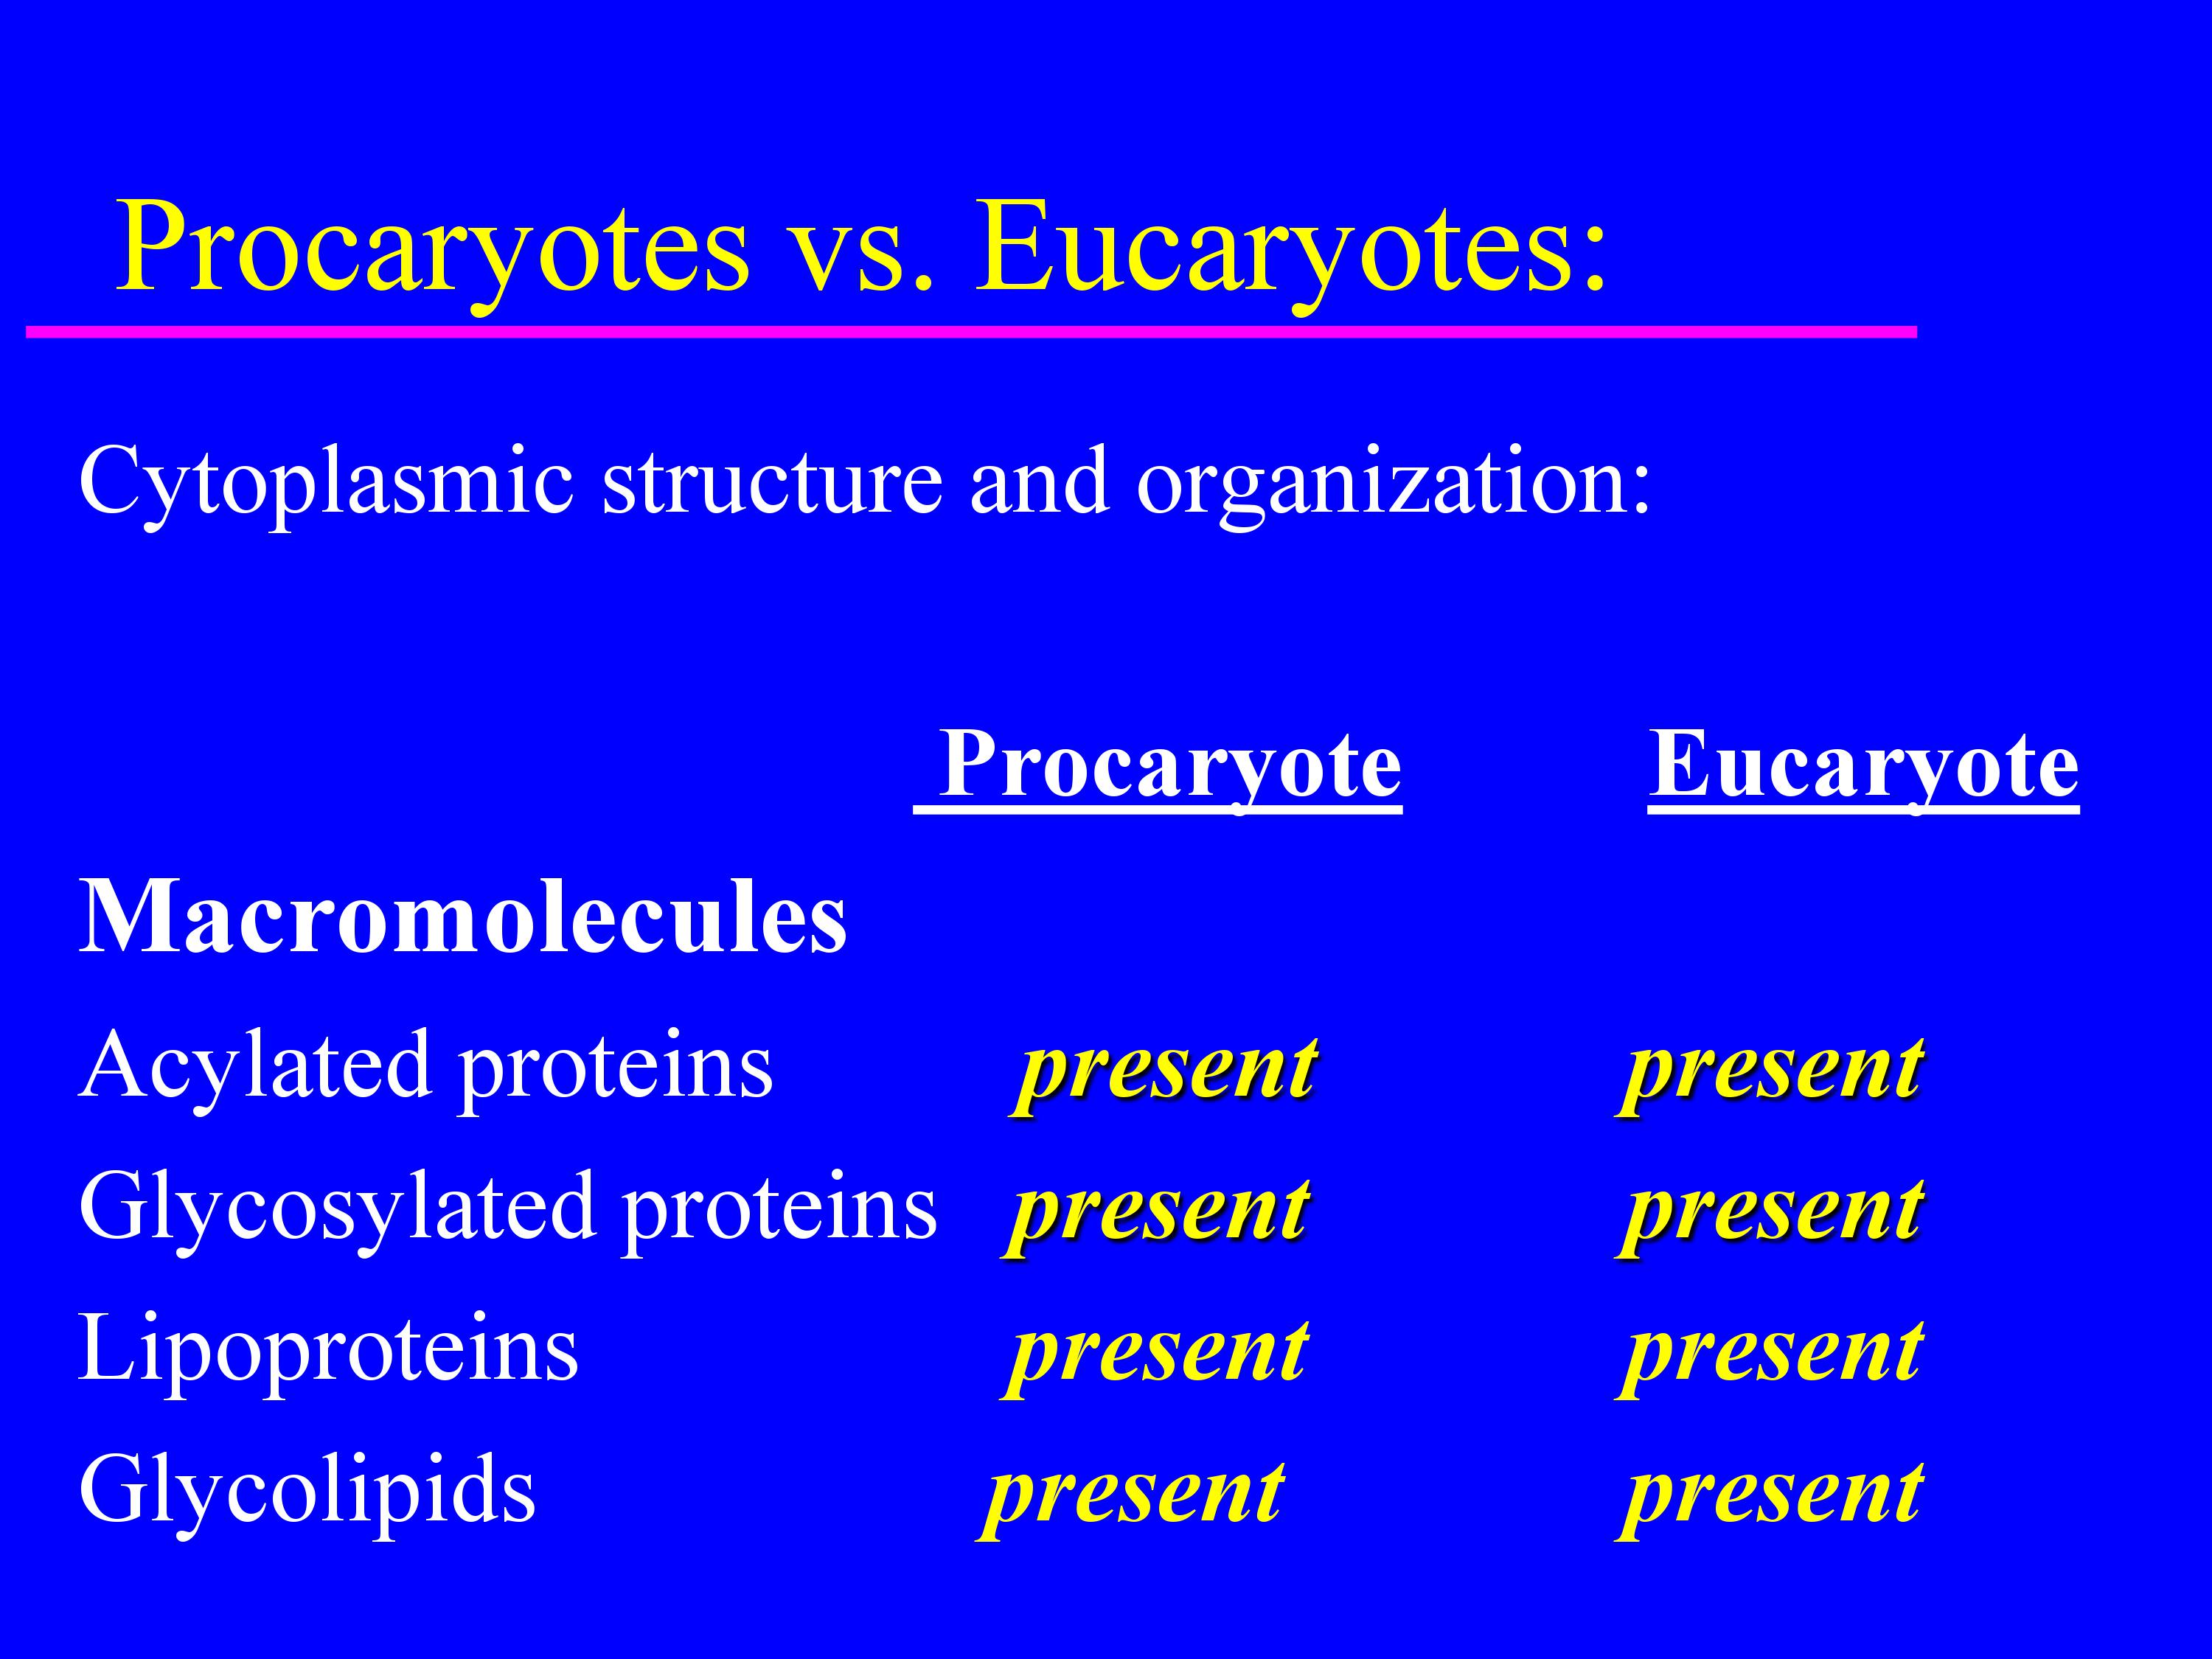 Procaryotes vs. Eucaryotes:
Cytoplasmic structure and organization:
Procaryote Eucaryote
Macromolecules
Acylated proteins present present
Glycosylated proteins present present
Lipoproteins present present
Glycolipids present present